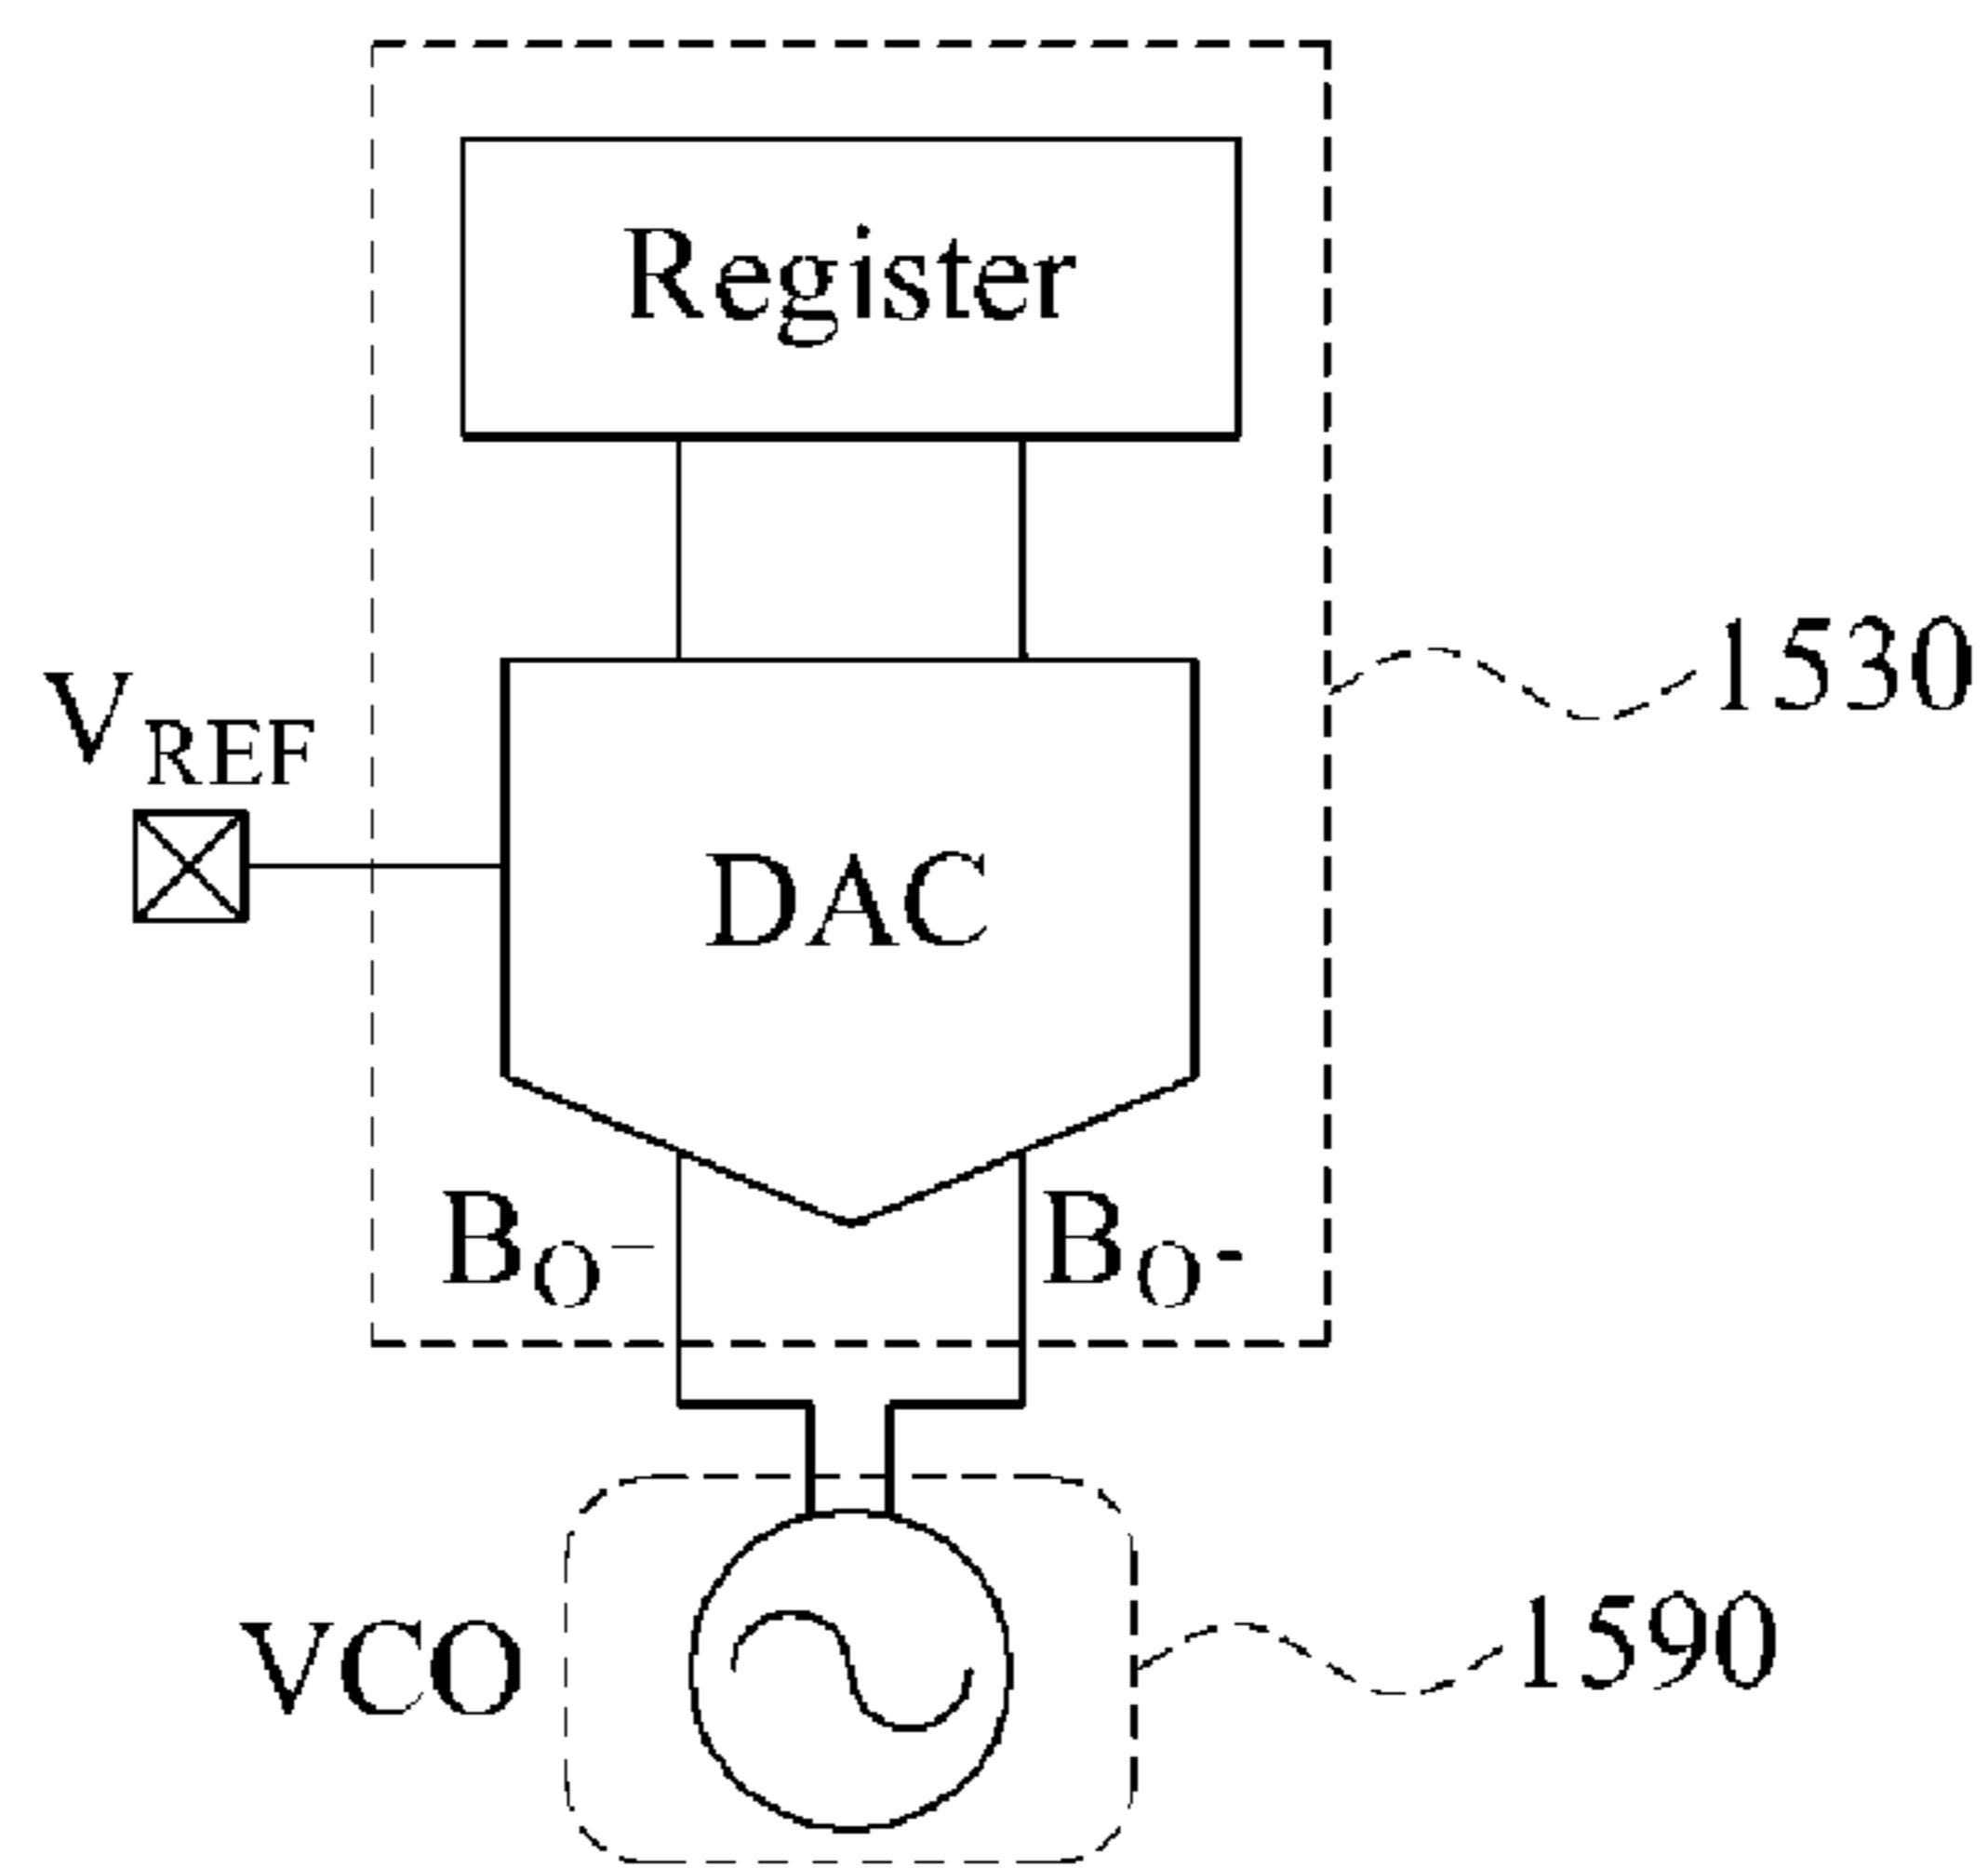 Register
1530
VREF
DAC
BO− BO-
VCO
1590